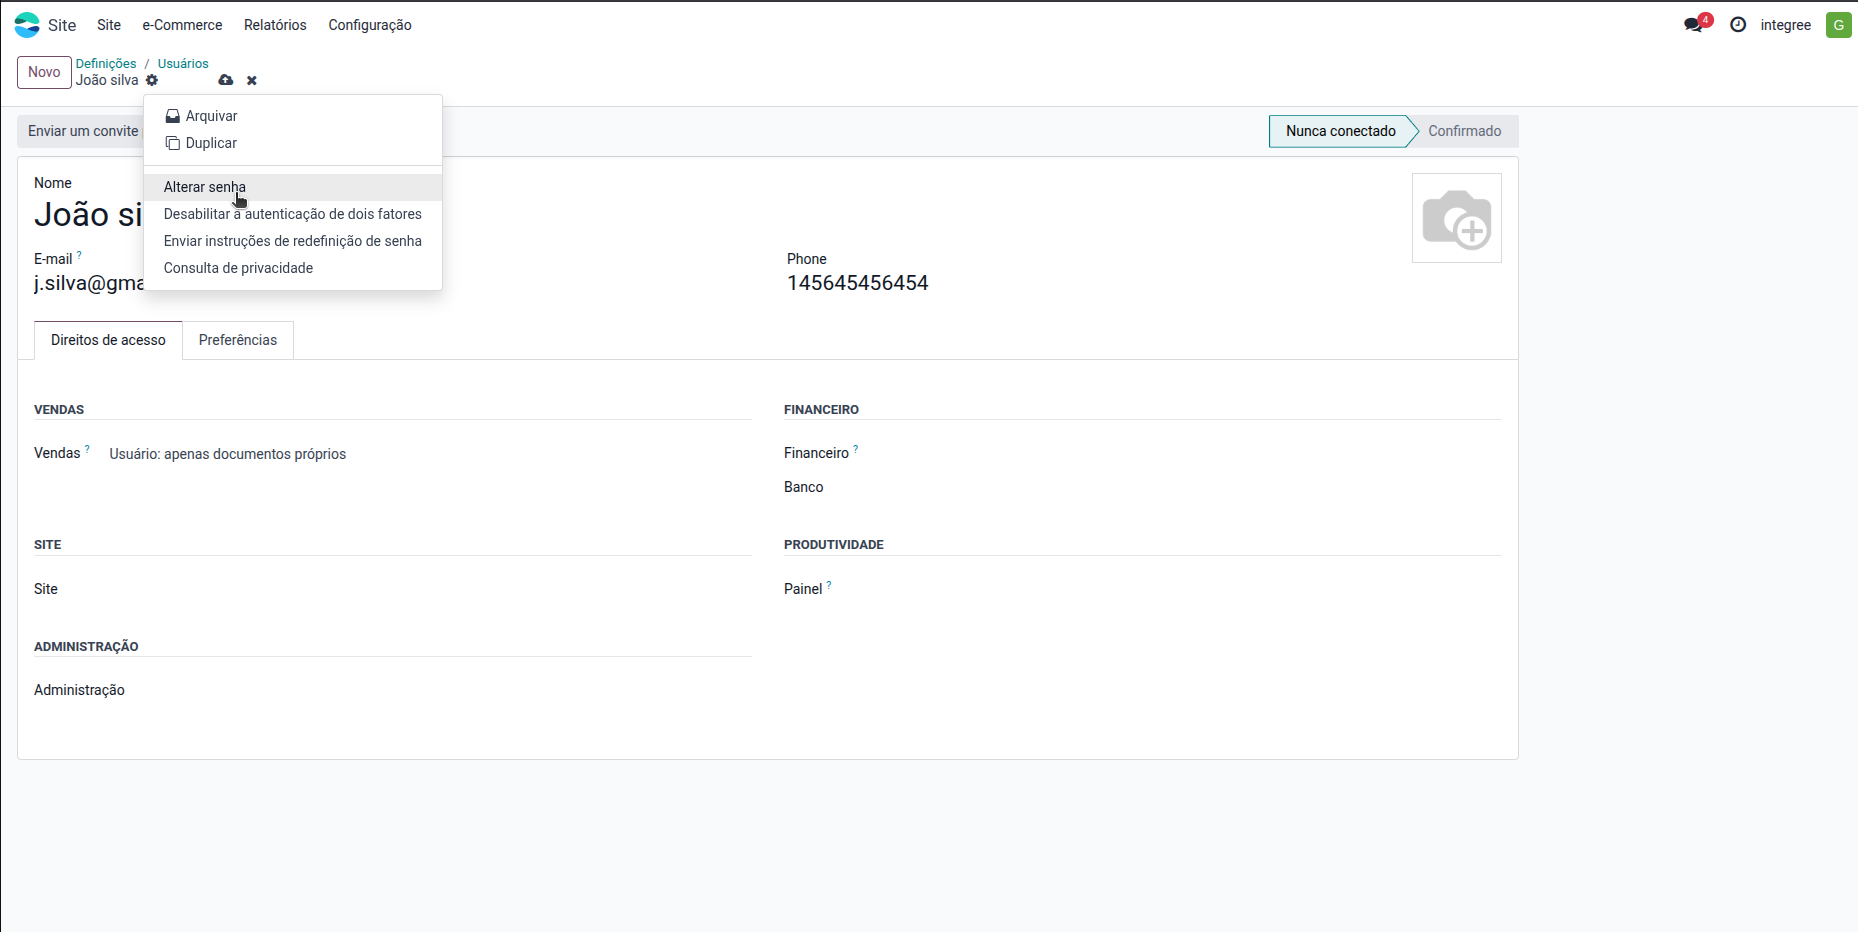 Site Site e-Commerce Relatórios Configuração 4 integree G
Novo Definições / Usuários
João silva
Arquivar
Enviar um convite Nunca conectado Confirmado
Duplicar
Nome Alterar senha
João si Desabilitar a autenticação de dois fatores
Enviar instruções de redefinição de senha
E-mail ? Consulta de privacidade Phone
j.silva@gma 145645456454
Direitos de acesso Preferências
VENDAS FINANCEIRO
Vendas ? Usuário: apenas documentos próprios Financeiro ?
Banco
SITE PRODUTIVIDADE
Site Painel ?
ADMINISTRAÇÃO
Administração